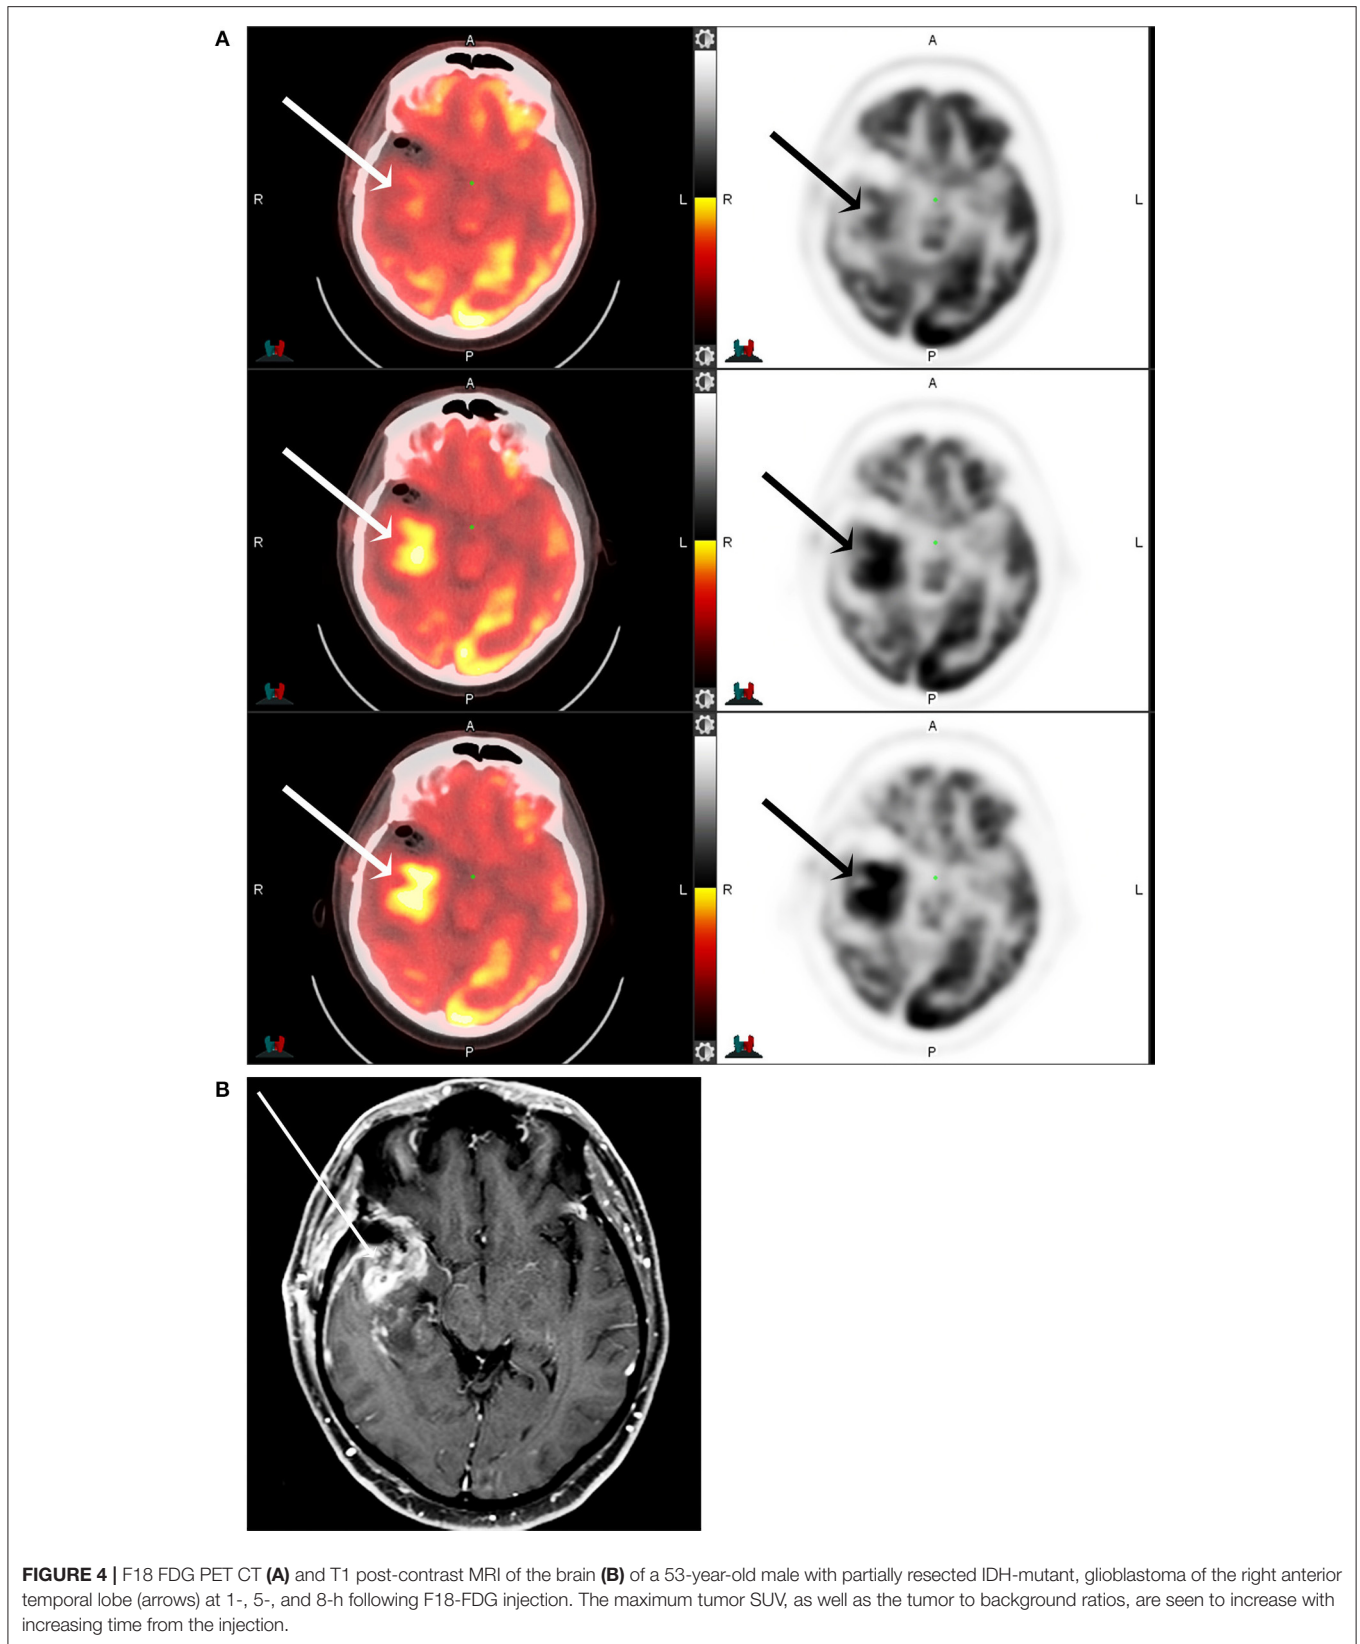 A
A
A
R
L
R
L
P
P
A
A
R
L
R
L
P
P
A
A
R
L
R
L
P
P
B
FIGURE 4 | F18 FDG PET CT (A) and T1 post-contrast MRI of the brain (B) of a 53-year-old male with partially resected IDH-mutant, glioblastoma of the right anterior
temporal lobe (arrows) at 1-, 5-, and 8-h following F18-FDG injection. The maximum tumor SUV, as well as the tumor to background ratios, are seen to increase with
increasing time from the injection.